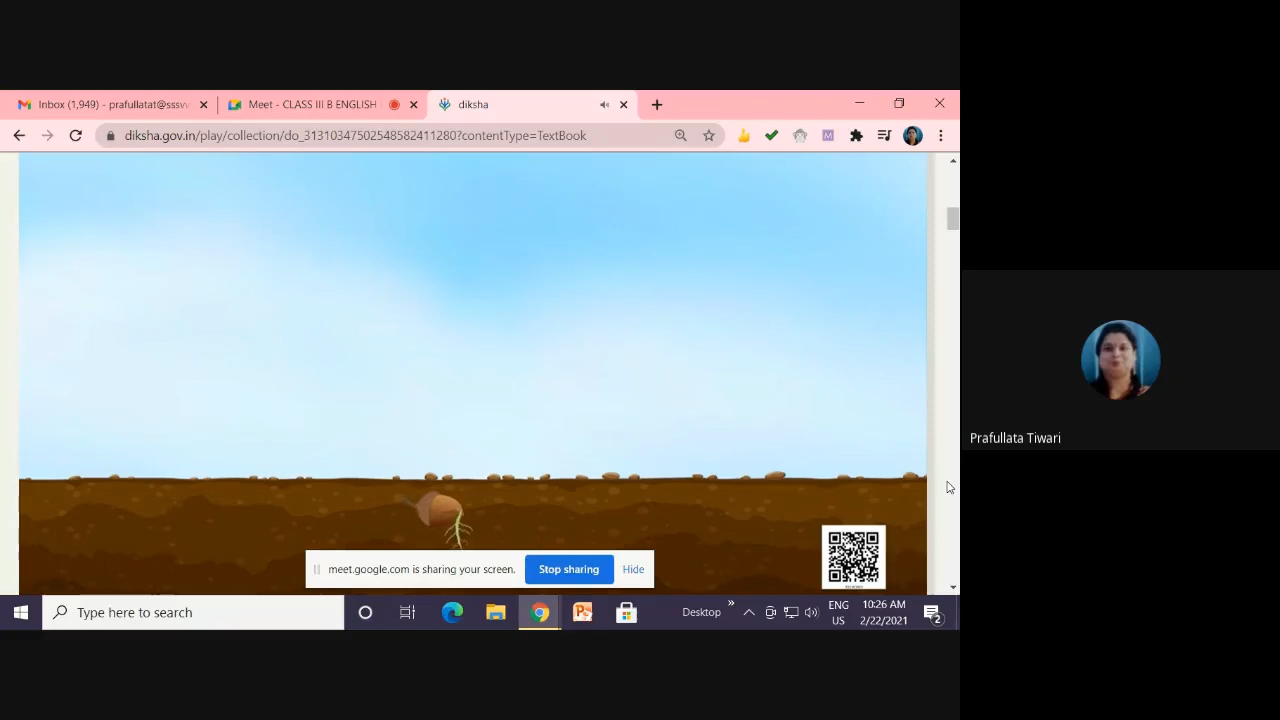 Inbox (1,949) - prafullatat@sssvv
Meet - CLASS III B ENGLISH
diksha
diksha.gov.in/play/collection/do_31310347502548582411280?contentType=TextBook
Prafullata Tiwari
meet.google.com is sharing your screen.
Stop sharing
Hide
Type here to search
Desktop
ENG
US
10:26 AM
2/22/2021
2